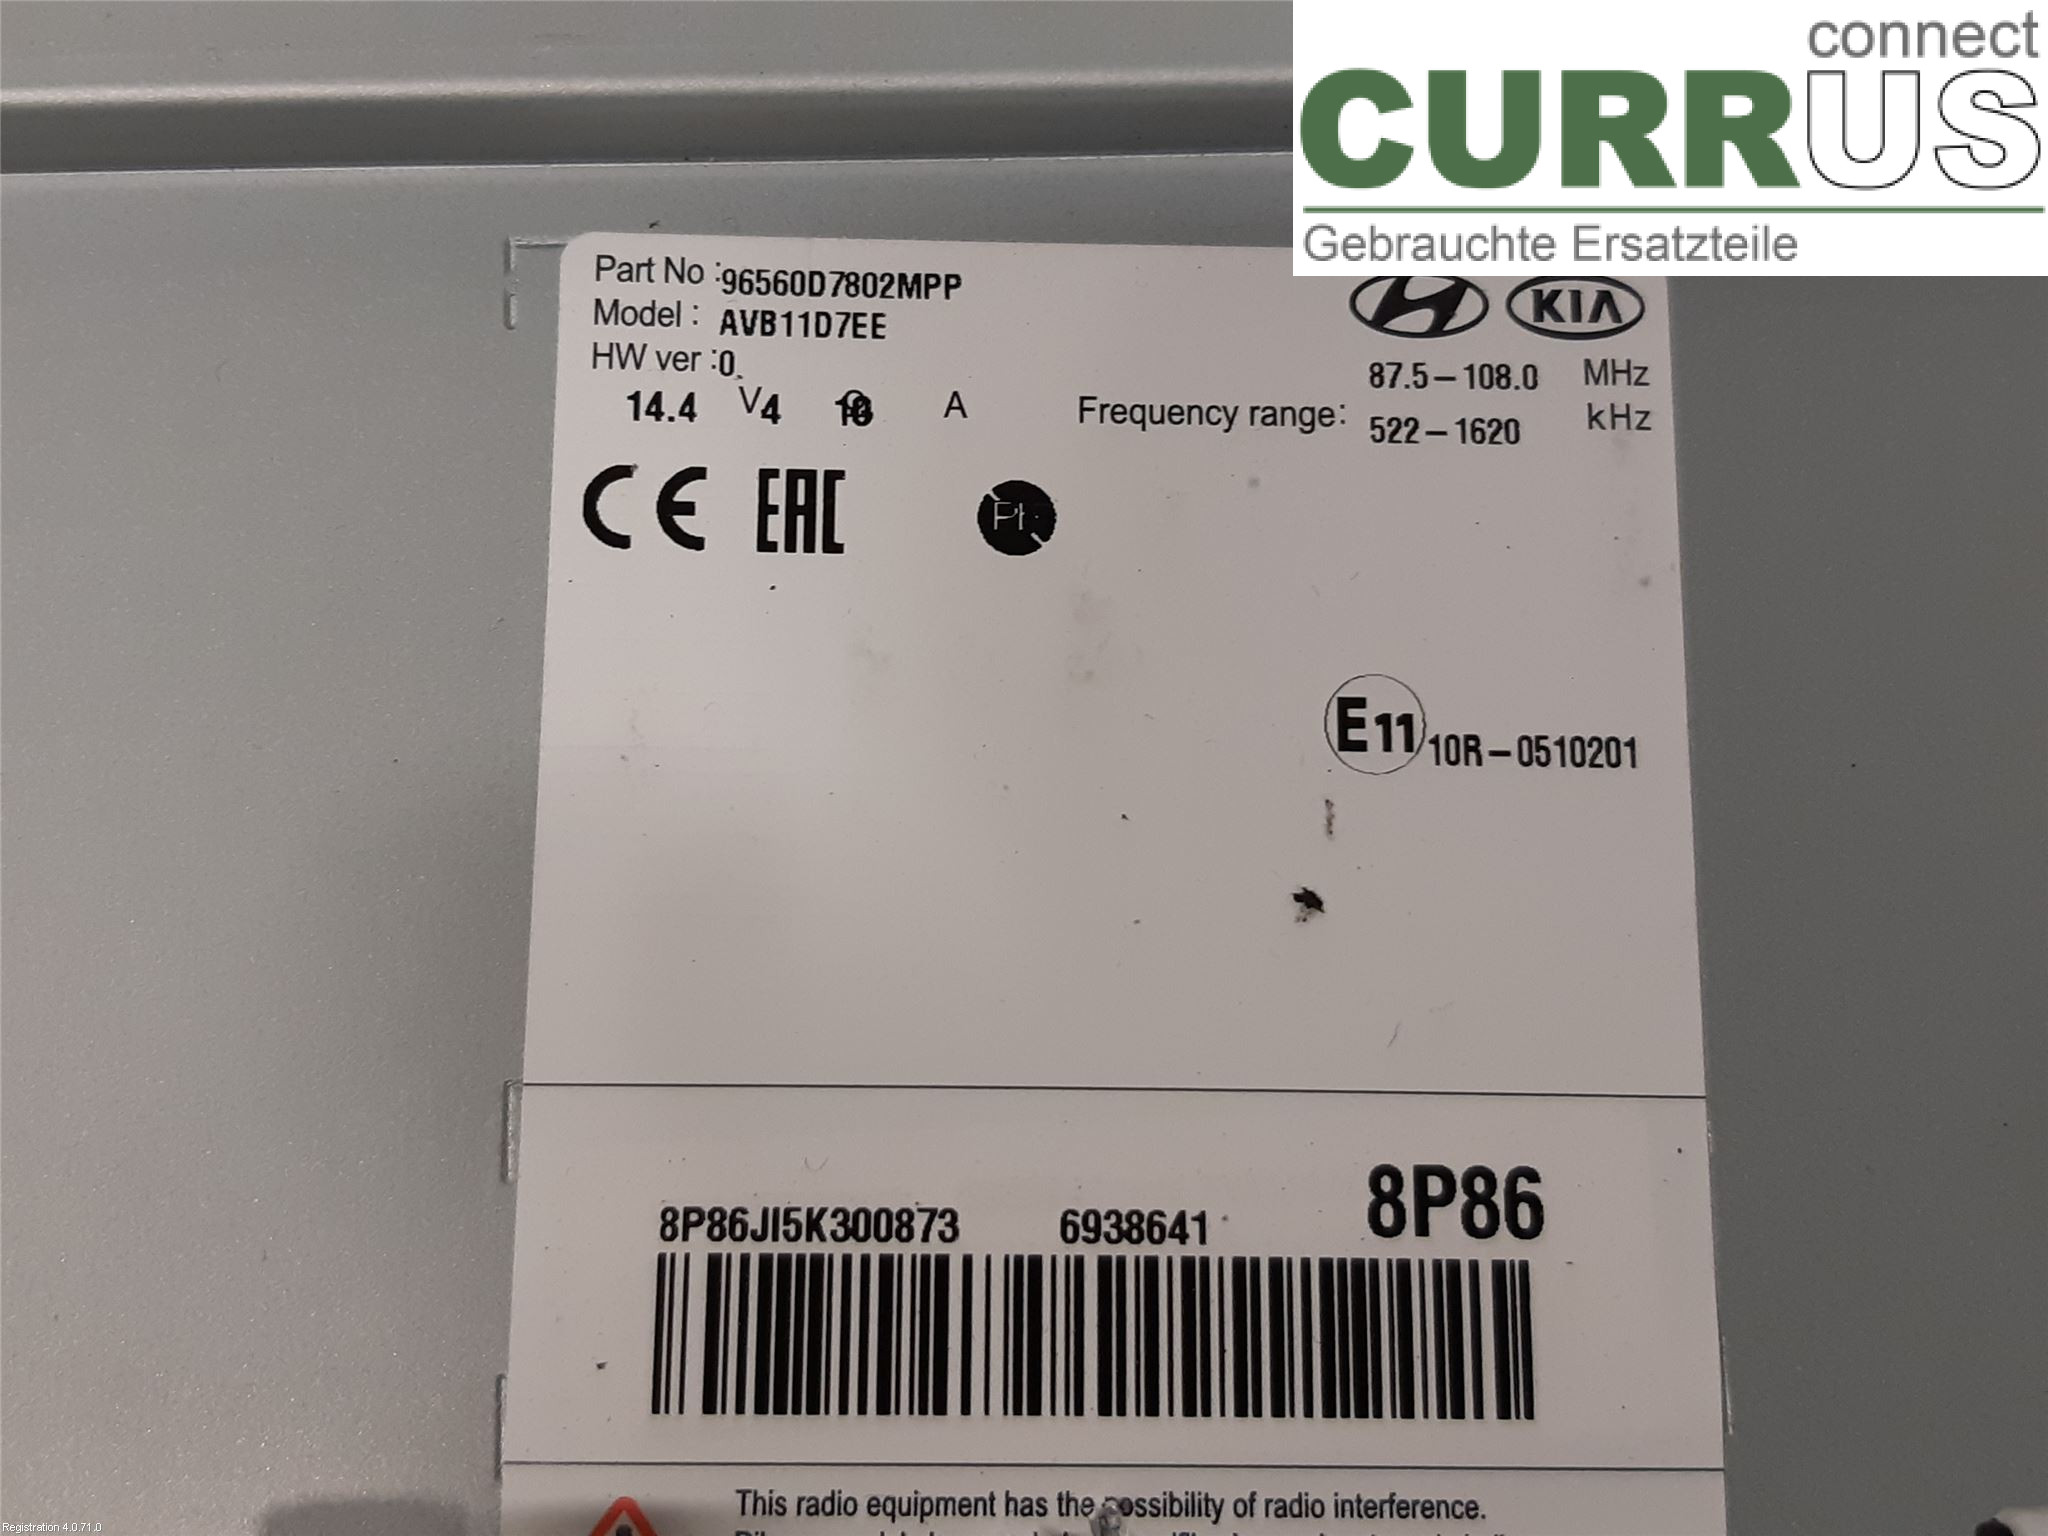 connect
CURRUS
Gebrauchte Ersatzteile
Part No : 96560D7802MPP
Model : AVB11D7EE
HW ver : 0
KIA
87.5-108.0 MHz
14.4 V 4 A Frequency range: 522-1620 kHz
CE EAC
E11 10R-0510201
8P86
8P86JI5K300873 6938641
This radio equipment has the possibility of radio interference.
Registration 4.0.71.0